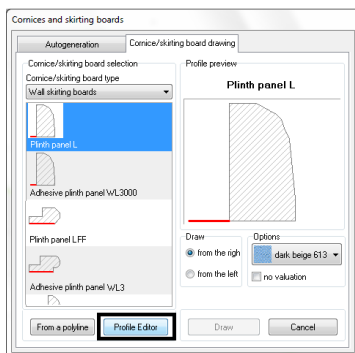 Cornices and skirting boards
Autogeneration
Cornice/skirting board drawing
Cornice/skirting board selection
Cornice/skirting board type
Wall skirting boards
Plinth panel L
Adhesive plinth panel WL3000
Plinth panel LFF
Adhesive plinth panel WL3
Profile preview
Plinth panel L
Draw
from the righ
from the left
Options
dark beige 613
no valuation
From a polyline
Profile Editor
Draw
Cancel